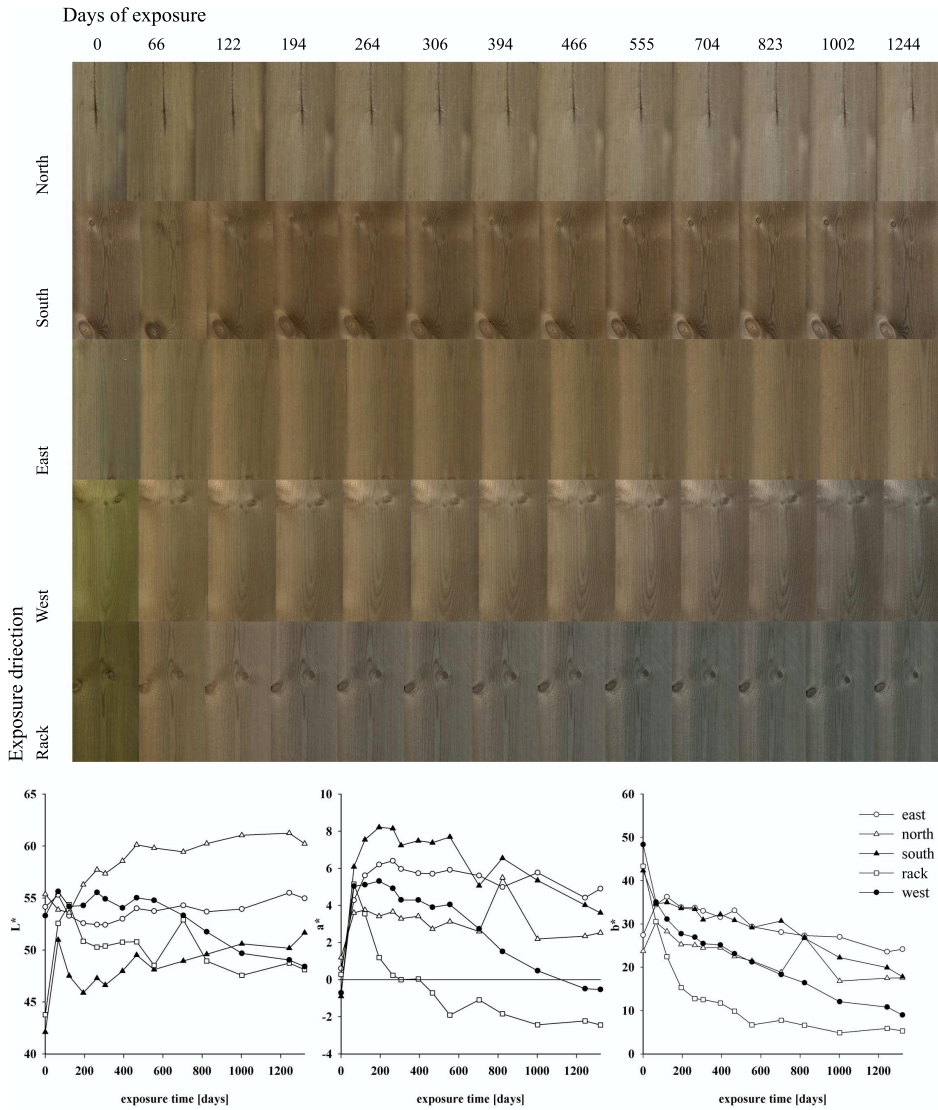 Days of exposure
0 66 122 194 264 306 394 466 555 704 823 1002 1244
North
South
East
West
Rack
Exposure driection
65
60
55
50
45
40
L*
0 200 400 600 800 1000 1200
exposure time [days]
10
8
6
4
2
0
-2
-4
a*
0 200 400 600 800 1000 1200
exposure time [days]
60
50
40
30
20
10
0
b*
0 200 400 600 800 1000 1200
exposure time [days]
east
north
south
rack
west